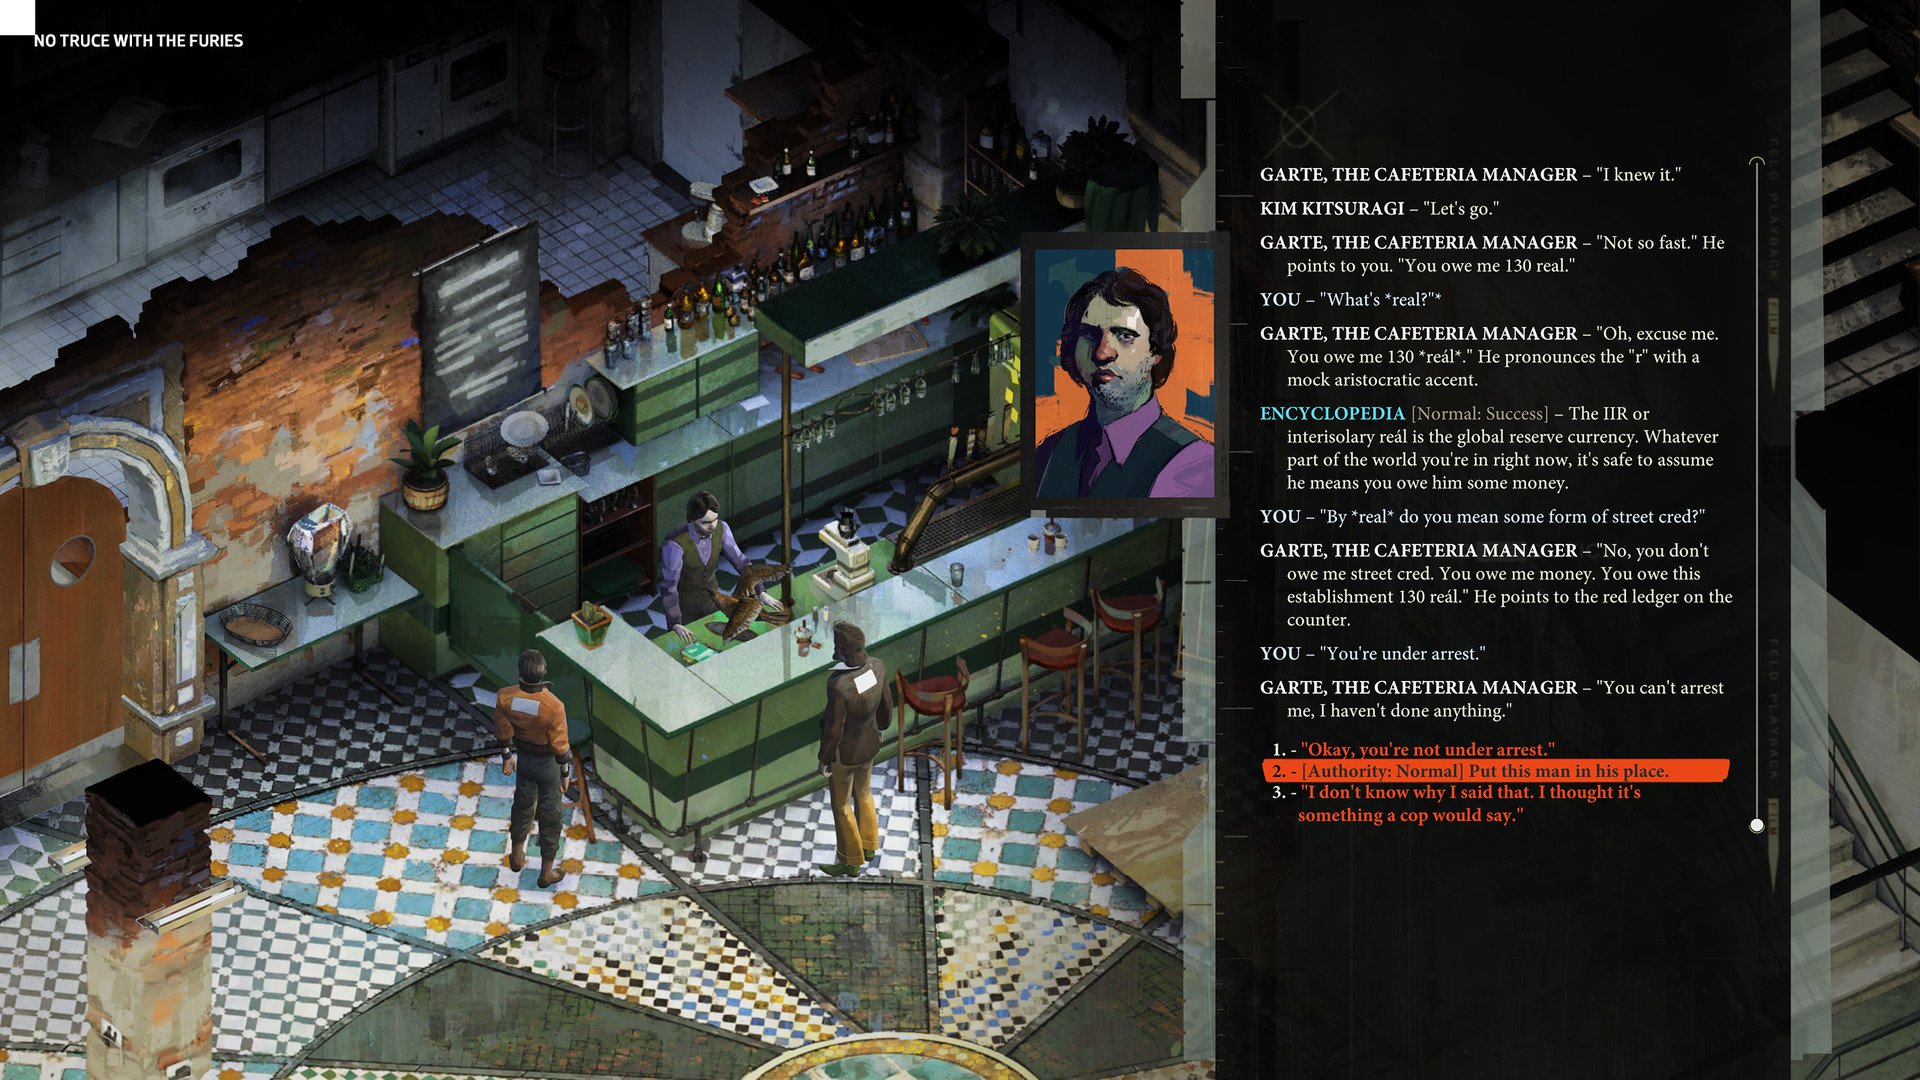 NO TRUCE WITH THE FURIES
GARTE, THE CAFETERIA MANAGER – "I knew it."
KIM KITSURAGI – "Let's go."
GARTE, THE CAFETERIA MANAGER – "Not so fast." He
points to you. "You owe me 130 real."
YOU – "What's *real?"*
GARTE, THE CAFETERIA MANAGER – "Oh, excuse me.
You owe me 130 *reál*." He pronounces the "r" with a
mock aristocratic accent.
ENCYCLOPEDIA [Normal: Success] – The IIR or
interisolary reál is the global reserve currency. Whatever
part of the world you're in right now, it's safe to assume
he means you owe him some money.
YOU – "By *real* do you mean some form of street cred?"
GARTE, THE CAFETERIA MANAGER – "No, you don't
owe me street cred. You owe me money. You owe this
establishment 130 reál." He points to the red ledger on the
counter.
YOU – "You're under arrest."
GARTE, THE CAFETERIA MANAGER – "You can't arrest
me, I haven't done anything."
1. - "Okay, you're not under arrest."
2. - [Authority: Normal] Put this man in his place.
3. - "I don't know why I said that. I thought it's
something a cop would say."
FELD PLAYBACK
FILM
FELD PLAYBACK
FILM